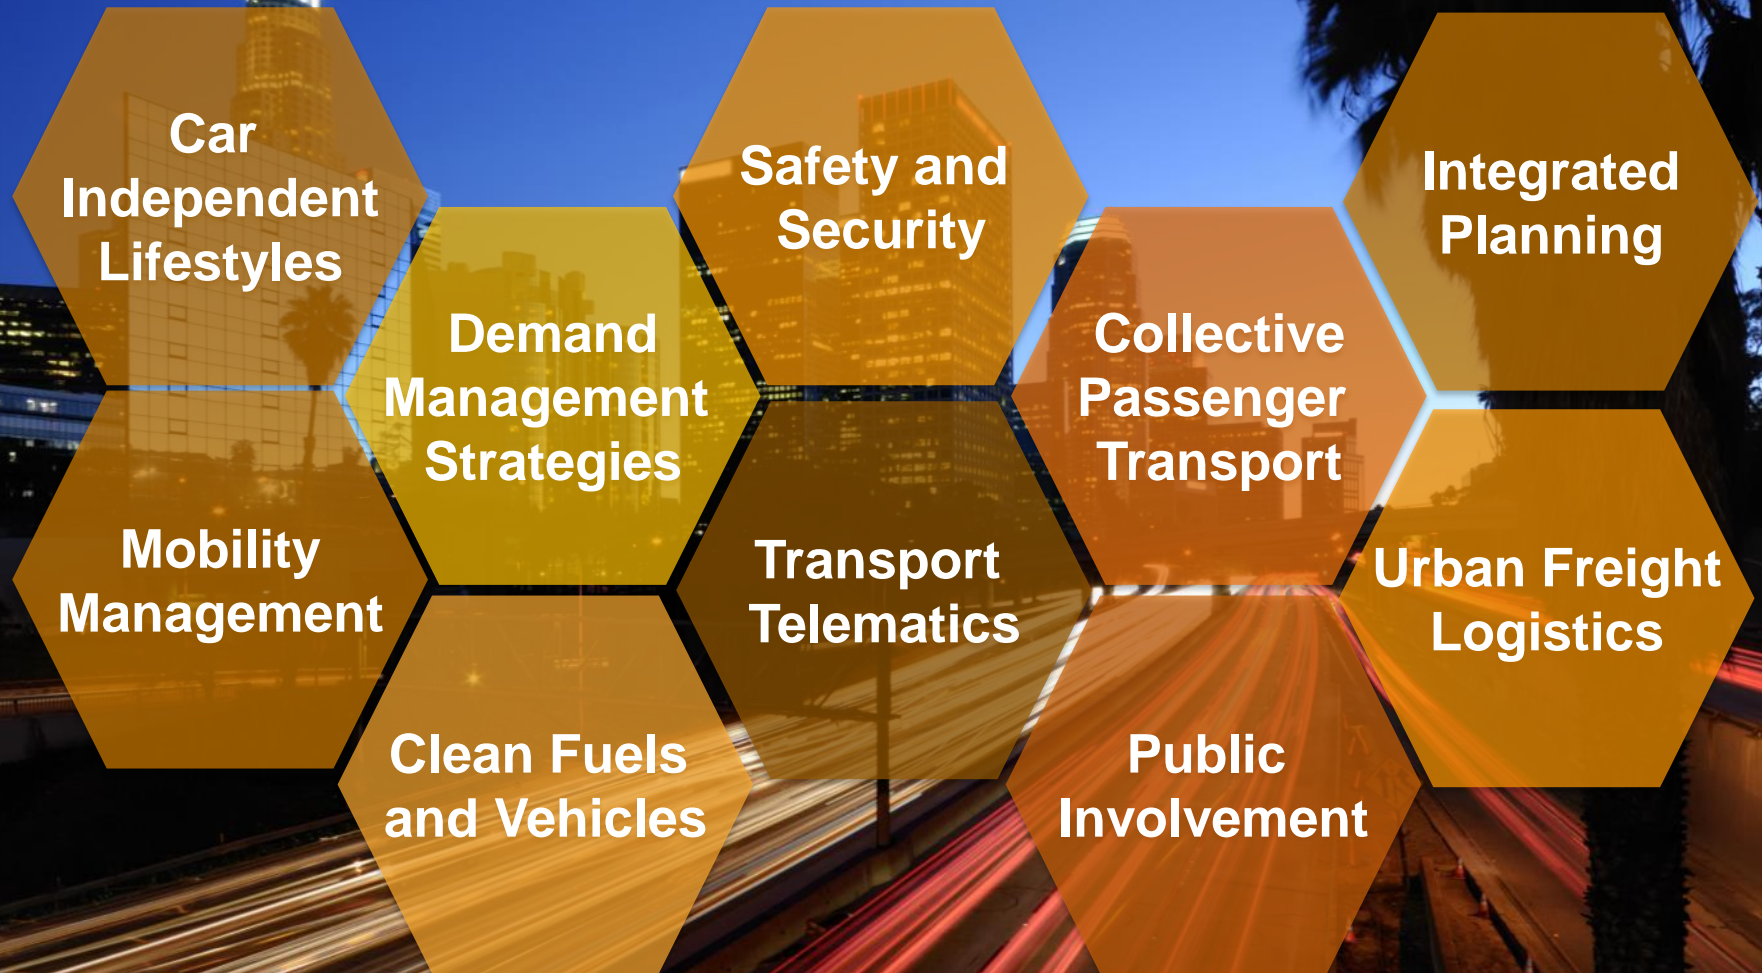 Car
Independent
Lifestyles
Safety and
Security
Integrated
Planning
Demand
Management
Strategies
Collective
Passenger
Transport
Mobility
Management
Transport
Telematics
Urban Freight
Logistics
Clean Fuels
and Vehicles
Public
Involvement